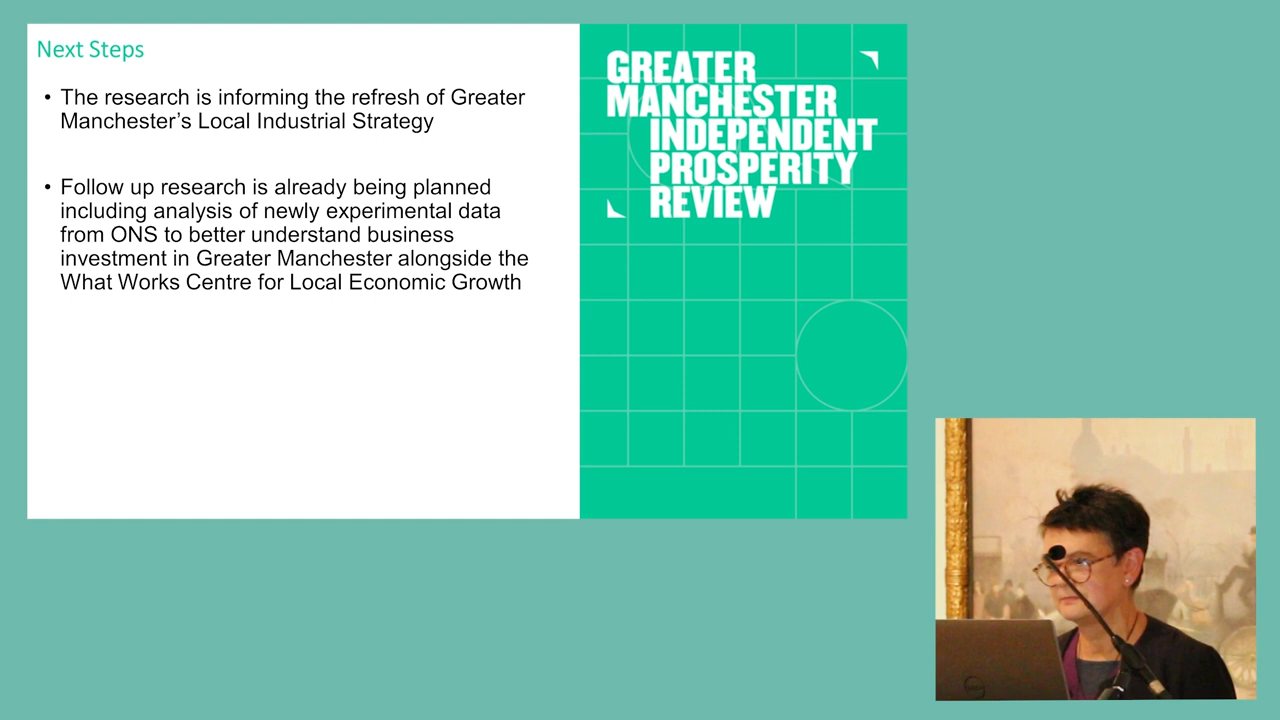 Next Steps
• The research is informing the refresh of Greater
Manchester’s Local Industrial Strategy
• Follow up research is already being planned
including analysis of newly experimental data
from ONS to better understand business
investment in Greater Manchester alongside the
What Works Centre for Local Economic Growth
GREATER
MANCHESTER
INDEPENDENT
PROSPERITY
REVIEW